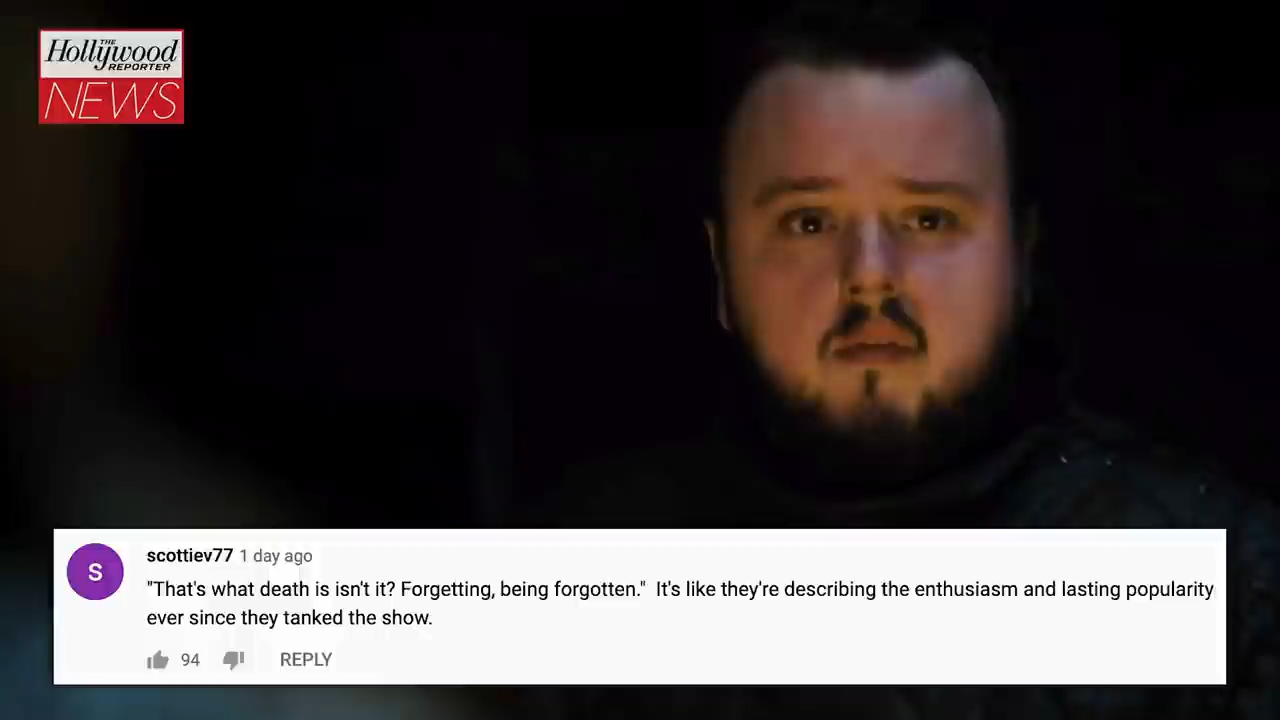 THE
Hollywood
REPORTER
NEWS
S
scottiev77 1 day ago
"That's what death is isn't it? Forgetting, being forgotten." It's like they're describing the enthusiasm and lasting popularity
ever since they tanked the show.
94 REPLY